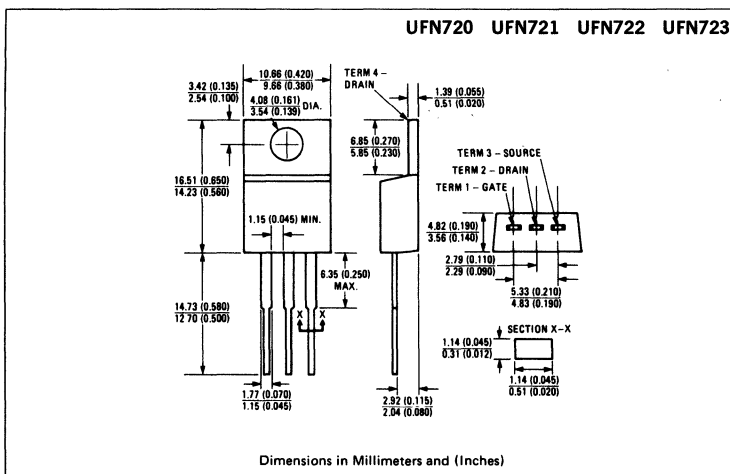 UFN720 UFN721 UFN722 UFN723
10.66 (0.420)
9.66 (0.380)
TERM 4 –
DRAIN
3.42 (0.135)
2.54 (0.100)
4.08 (0.161)
3.54 (0.139)
DIA.
1.39 (0.055)
0.51 (0.020)
6.85 (0.270)
5.85 (0.230)
TERM 3 – SOURCE
TERM 2 – DRAIN
TERM 1 – GATE
16.51 (0.650)
14.23 (0.560)
1.15 (0.045) MIN.
4.82 (0.190)
3.56 (0.140)
6.35 (0.250)
MAX.
2.79 (0.110)
2.29 (0.090)
5.33 (0.210)
4.83 (0.190)
14.73 (0.580)
12.70 (0.500)
X X
SECTION X–X
1.14 (0.045)
0.31 (0.012)
1.14 (0.045)
0.51 (0.020)
1.77 (0.070)
1.15 (0.045)
2.92 (0.115)
2.04 (0.080)
Dimensions in Millimeters and (Inches)